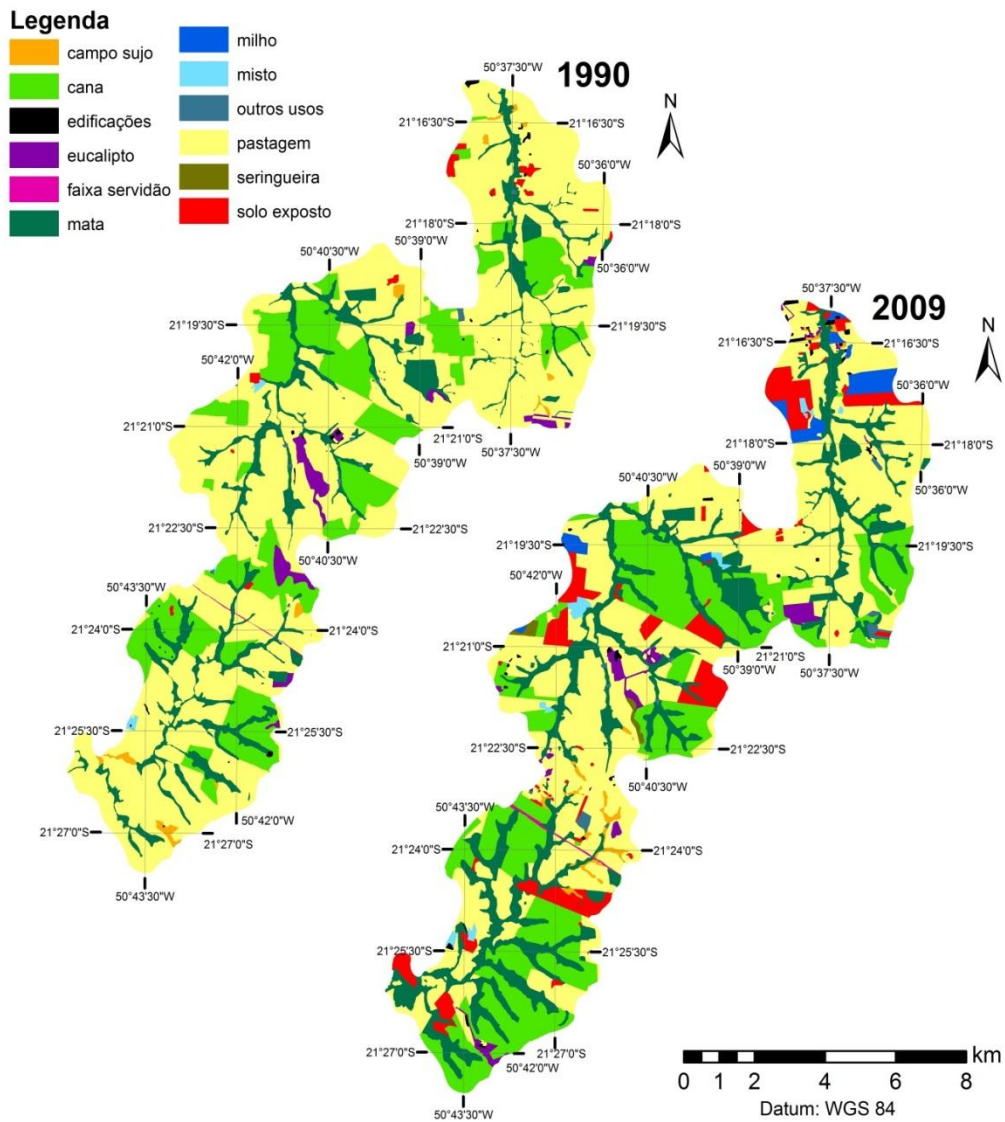 Legenda
campo sujo
cana
edificações
eucalipto
faixa servidão
mata
milho
misto
outros usos
pastagem
seringueira
solo exposto
50°37'30"W
1990
N
21°16'30"S
21°16'30"S
50°36'0"W
21°18'0"S
21°18'0"S
50°39'0"W
50°40'30"W
50°36'0"W
21°19'30"S
21°19'30"S
50°42'0"W
21°21'0"S
21°21'0"S
50°39'0"W
50°37'30"W
21°22'30"S
21°22'30"S
50°40'30"W
50°43'30"W
21°24'0"S
21°24'0"S
21°25'30"S
21°25'30"S
50°42'0"W
21°27'0"S
21°27'0"S
50°43'30"W
50°37'30"W
2009
N
21°16'30"S
21°16'30"S
50°36'0"W
21°18'0"S
21°18'0"S
50°39'0"W
50°40'30"W
50°36'0"W
21°19'30"S
21°19'30"S
50°42'0"W
21°21'0"S
21°21'0"S
50°39'0"W
50°37'30"W
21°22'30"S
21°22'30"S
50°40'30"W
50°43'30"W
21°24'0"S
21°24'0"S
21°25'30"S
21°25'30"S
21°27'0"S
21°27'0"S
50°42'0"W
50°43'30"W
km
0 1 2 4 6 8
Datum: WGS 84